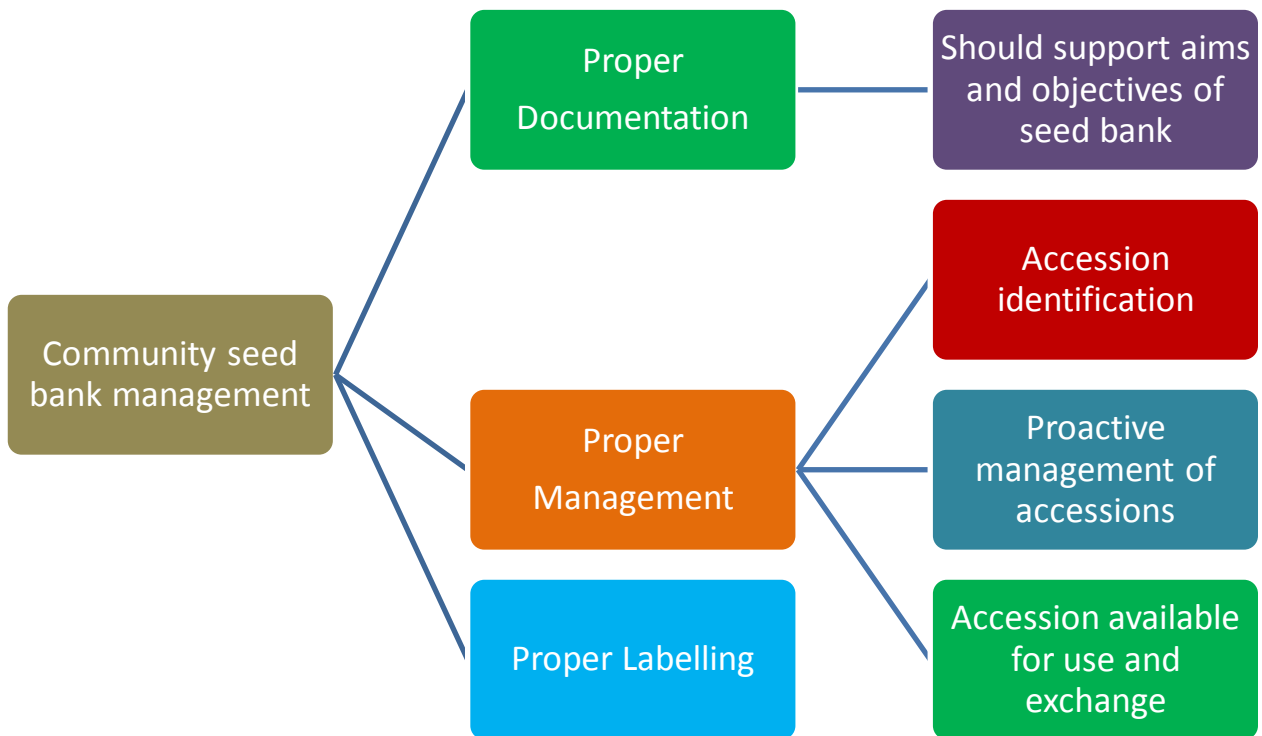 Community seed
bank management
Proper
Documentation
Should support aims
and objectives of
seed bank
Proper
Management
Accession
identification
Proactive
management of
accessions
Accession available
for use and
exchange
Proper Labelling